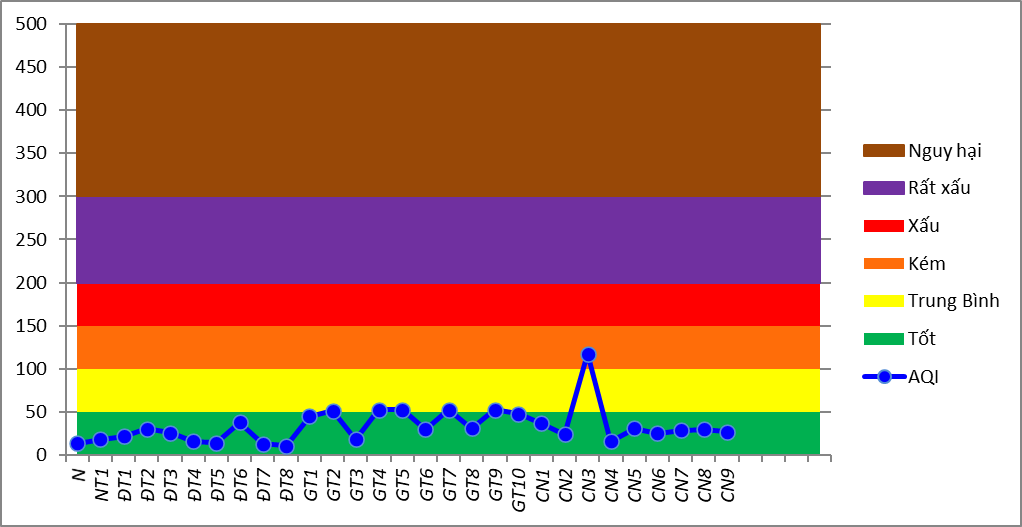 500
450
400
350
300
250
200
150
100
50
0
N
NT1
ĐT1
ĐT2
ĐT3
ĐT4
ĐT5
ĐT6
ĐT7
ĐT8
GT1
GT2
GT3
GT4
GT5
GT6
GT7
GT8
GT9
GT10
CN1
CN2
CN3
CN4
CN5
CN6
CN7
CN8
CN9
Nguy hại
Rất xấu
Xấu
Kém
Trung Bình
Tốt
AQI